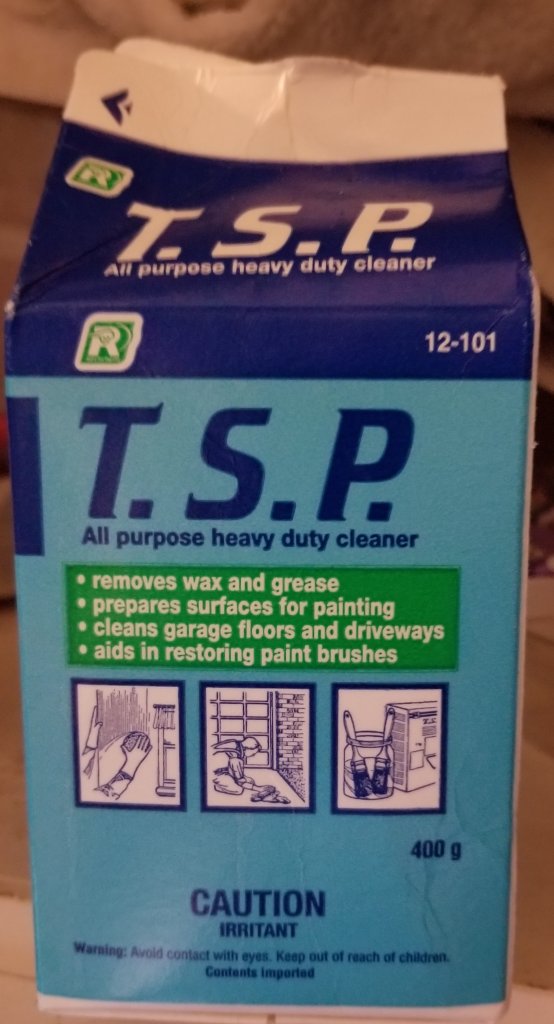 T. S. P.
All purpose heavy duty cleaner
R
12-101
T. S. P.
All purpose heavy duty cleaner
• removes wax and grease
• prepares surfaces for painting
• cleans garage floors and driveways
• aids in restoring paint brushes
400 g
CAUTION
IRRITANT
Warning: Avoid contact with eyes. Keep out of reach of children.
Contents imported